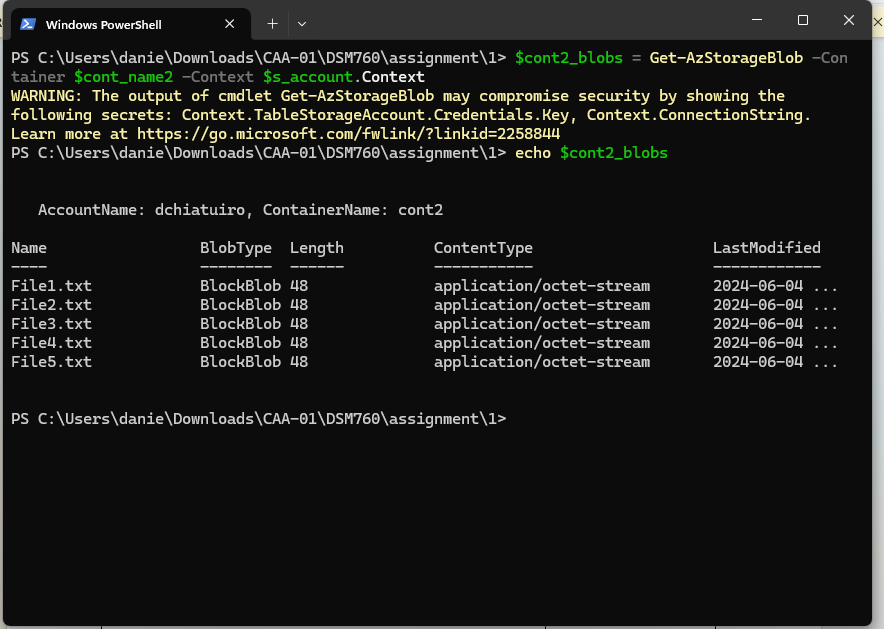 Windows PowerShell
PS C:\Users\danie\Downloads\CAA-01\DSM760\assignment\1> $cont2_blobs = Get-AzStorageBlob -Con
tainer $cont_name2 -Context $s_account.Context
WARNING: The output of cmdlet Get-AzStorageBlob may compromise security by showing the
following secrets: Context.TableStorageAccount.Credentials.Key, Context.ConnectionString.
Learn more at https://go.microsoft.com/fwlink/?linkid=2258844
PS C:\Users\danie\Downloads\CAA-01\DSM760\assignment\1> echo $cont2_blobs
AccountName: dchiatuiro, ContainerName: cont2
Name BlobType Length ContentType LastModified
---- -------- ------ ----------- ------------
File1.txt BlockBlob 48 application/octet-stream 2024-06-04 ...
File2.txt BlockBlob 48 application/octet-stream 2024-06-04 ...
File3.txt BlockBlob 48 application/octet-stream 2024-06-04 ...
File4.txt BlockBlob 48 application/octet-stream 2024-06-04 ...
File5.txt BlockBlob 48 application/octet-stream 2024-06-04 ...
PS C:\Users\danie\Downloads\CAA-01\DSM760\assignment\1>